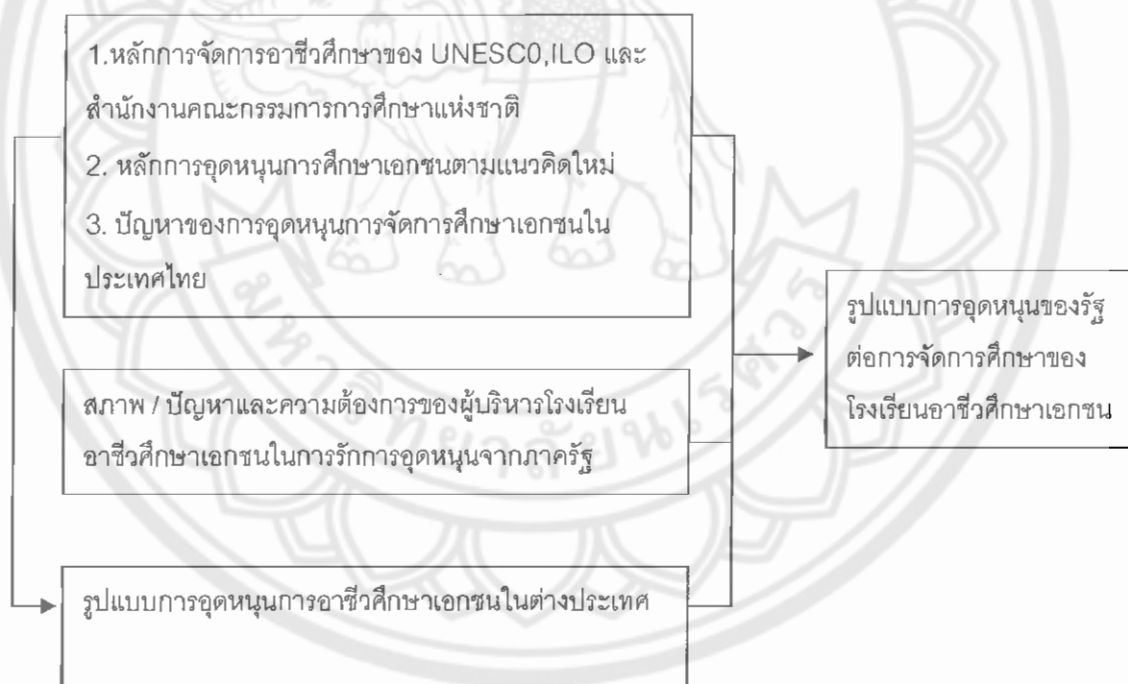 1.หลักการจัดการอาชีวศึกษาของ UNESC0,ILO และ
สำนักงานคณะกรรมการการศึกษาแห่งชาติ
2. หลักการอุดหนุนการศึกษาเอกชนตามแนวคิดใหม่
3. ปัญหาของการอุดหนุนการจัดการศึกษาเอกชนใน
ประเทศไทย
สภาพ / ปัญหาและความต้องการของผู้บริหารโรงเรียน
อาชีวศึกษาเอกชนในการรักการอุดหนุนจากภาครัฐ
รูปแบบการอุดหนุนการอาชีวศึกษาเอกชนในต่างประเทศ
รูปแบบการอุดหนุนของรัฐ
ต่อการจัดการศึกษาของ
โรงเรียนอาชีวศึกษาเอกชน
มหาวิทยาลัยนเรศวร